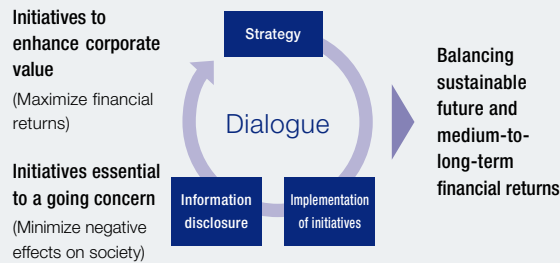 Initiatives to
enhance corporate
value
(Maximize financial
returns)
Initiatives essential
to a going concern
(Minimize negative
effects on society)
Strategy
Dialogue
Information
disclosure
Implementation
of initiatives
Balancing
sustainable
future and
medium-to-
long-term
financial returns